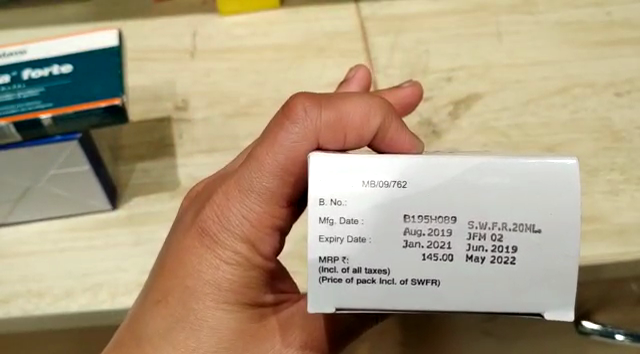 forte
MB/09/762
B. No.: B195H089 S.W.F.R.20ML.
Mfg. Date : Aug.2019 JFM 02
Expiry Date : Jan.2021 Jun.2019
MRP ₹: 145.00 May 2022
(Incl. of all taxes)
(Price of pack Incl. of SWFR)